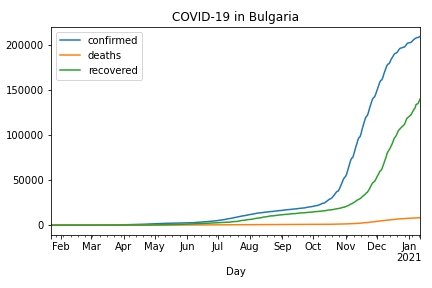 COVID-19 in Bulgaria
confirmed
deaths
recovered
200000
150000
100000
50000
0
Feb Mar Apr May Jun Jul Aug Sep Oct Nov Dec Jan
2021
Day